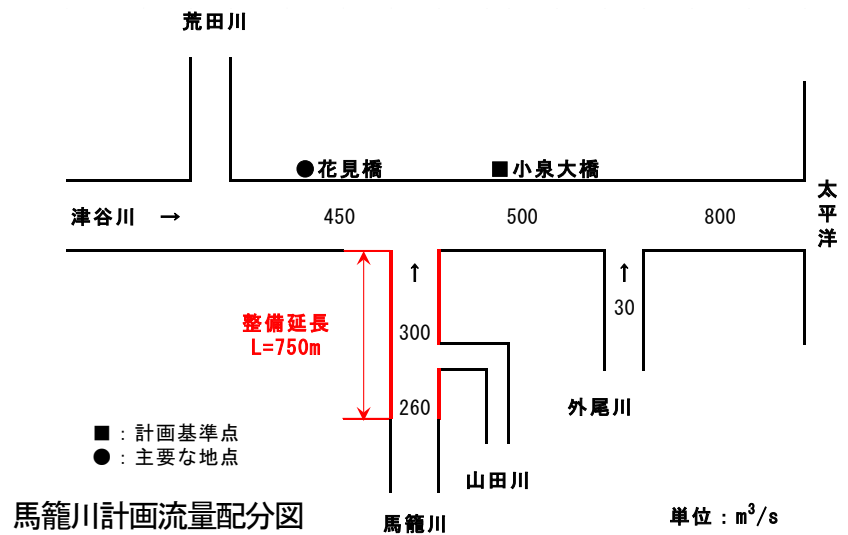 荒田川
●花見橋
■小泉大橋
津谷川 →
450
500
800
太平洋
↑
↑
30
整備延長
L=750m
300
260
外尾川
■：計画基準点
●：主要な地点
山田川
馬籠川計画流量配分図
馬籠川
単位：m³/s